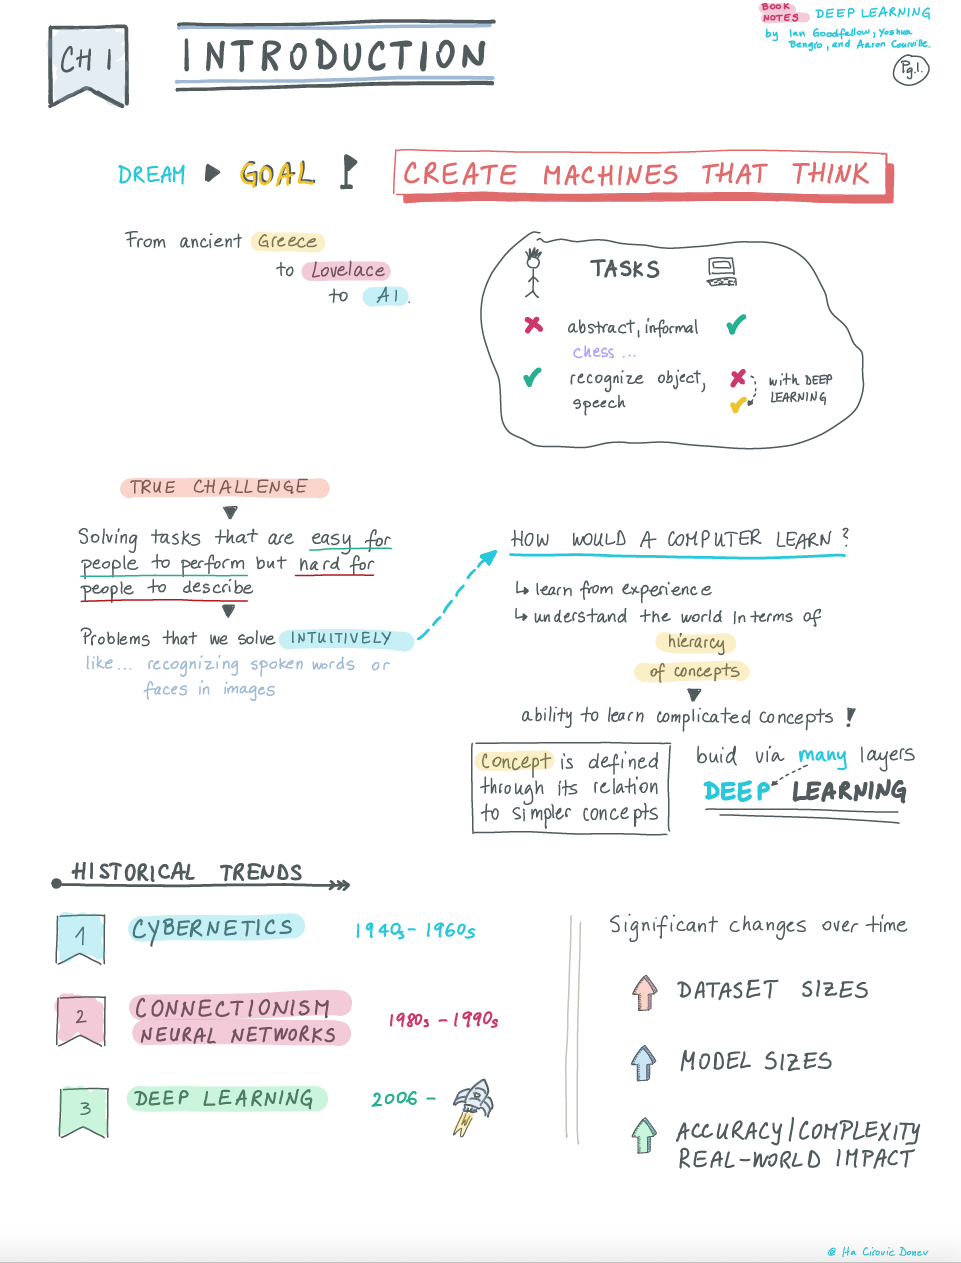 CH 1
INTRODUCTION
BOOK NOTES DEEP LEARNING
by Ian Goodfellow, Yoshua
Bengio, and Aaron Courville.
Pg.1.
DREAM GOAL
CREATE MACHINES THAT THINK
From ancient Greece
to Lovelace
to AI.
TASKS
abstract, informal
chess ...
recognize object,
speech
with DEEP
LEARNING
TRUE CHALLENGE
Solving tasks that are easy for
people to perform but hard for
people to describe
Problems that we solve INTUITIVELY
like... recognizing spoken words or
faces in images
HOW WOULD A COMPUTER LEARN?
learn from experience
understand the world in terms of
hierarcy
of concepts
ability to learn complicated concepts !
Concept is defined
through its relation
to simpler concepts
buid via many layers
DEEP LEARNING
HISTORICAL TRENDS
1 CYBERNETICS 1940s - 1960s
2 CONNECTIONISM
NEURAL NETWORKS 1980s - 1990s
3 DEEP LEARNING 2006 -
Significant changes over time
DATASET SIZES
MODEL SIZES
ACCURACY/COMPLEXITY
REAL-WORLD IMPACT
@ Ha Cirovic Donev